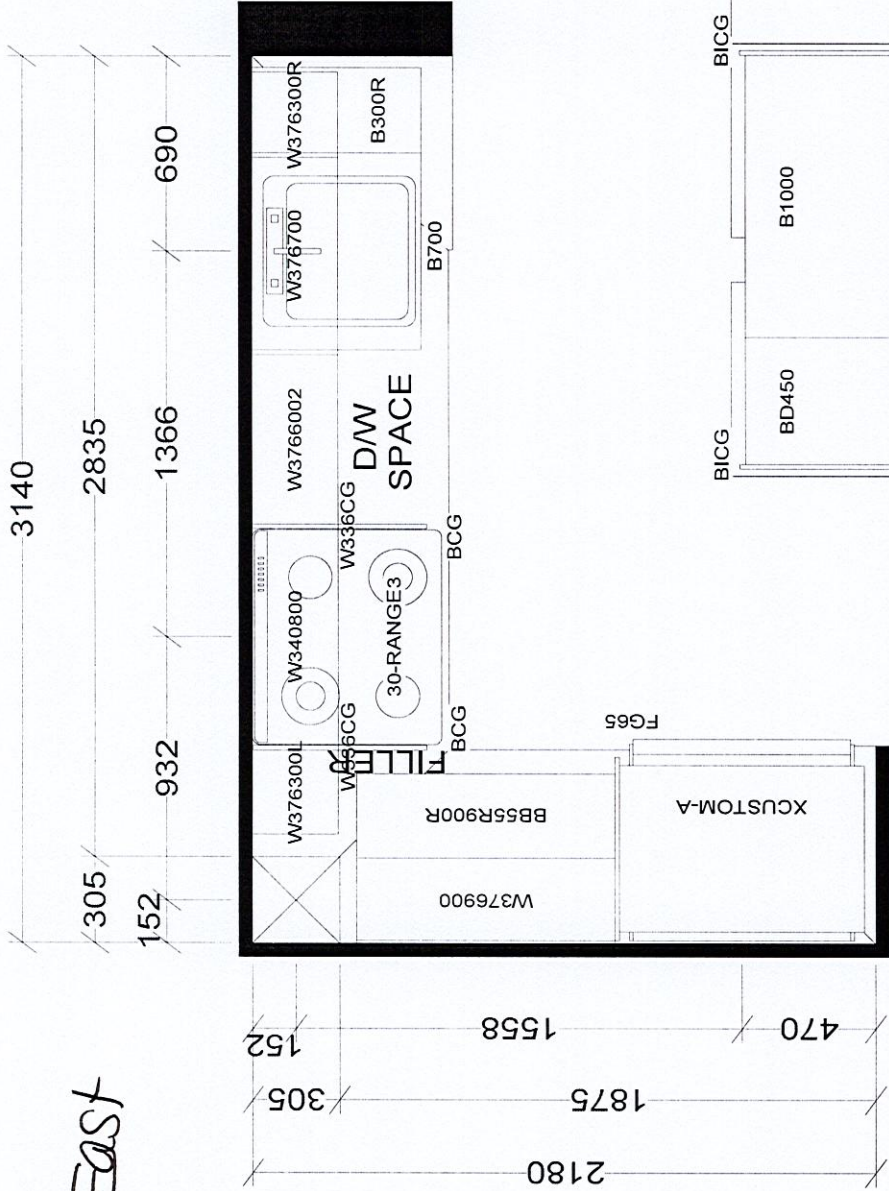 3140
2835
305
690
1366
932
152
W376300R
B300R
W376700
B700
W3766002
D/W
SPACE
W336CG
BCG
W340800
30-RANGE3
W376300L
W336CG
BCG
FILLER
BB55R900R
W376900
FG65
XCUSTOM-A
BICG
B1000
BD450
BICG
152
1558
470
305
1875
2180
East